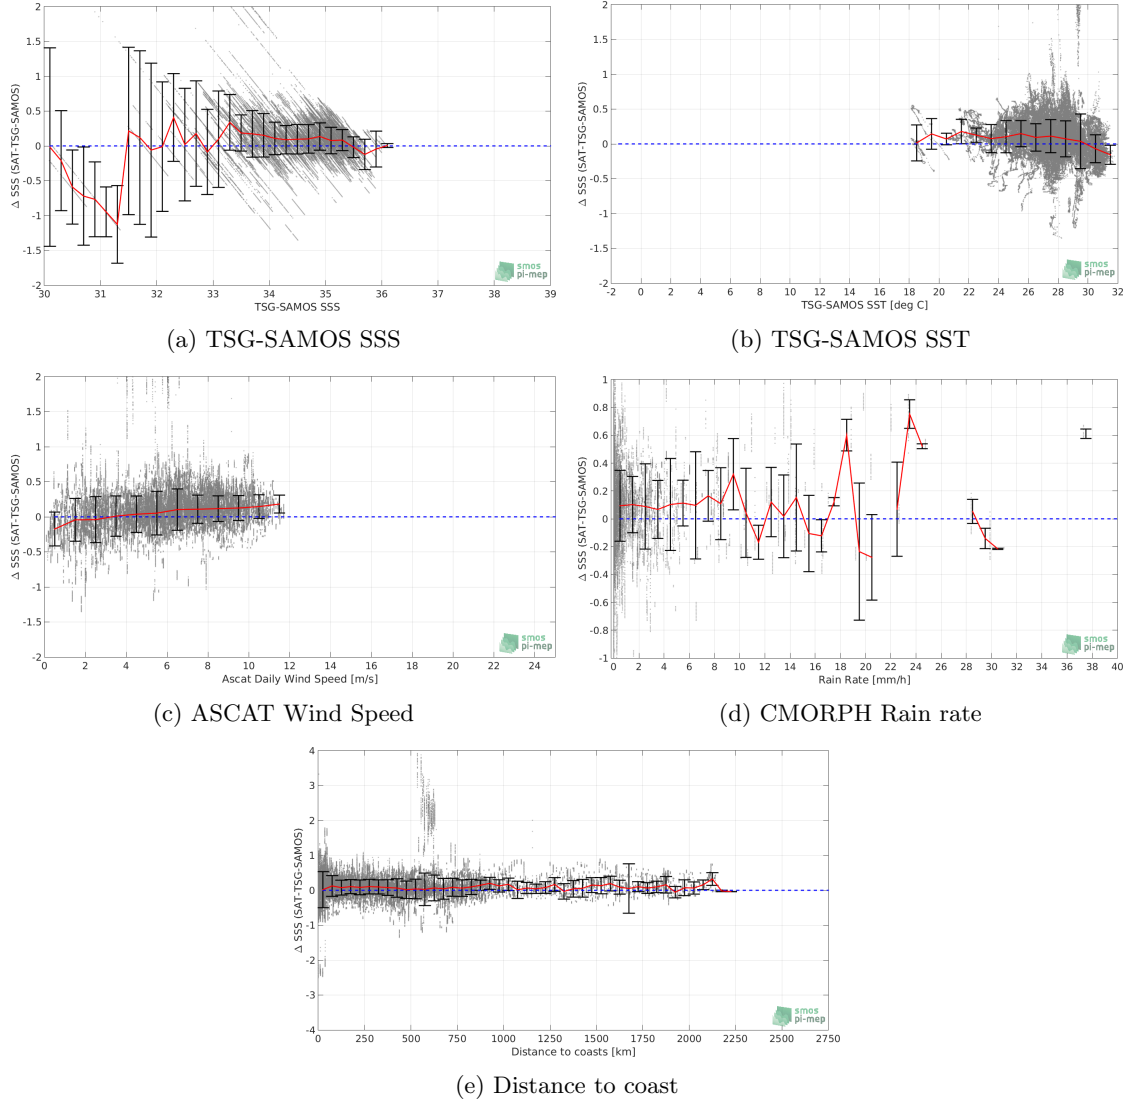 2
1.5
1
0.5
0
-0.5
-1
-1.5
-2
Δ SSS (SAT-TSG-SAMOS)
30 31 32 33 34 35 36 37 38 39
TSG-SAMOS SSS
smos
pi-mep
(a) TSG-SAMOS SSS
2
1.5
1
0.5
0
-0.5
-1
-1.5
-2
Δ SSS (SAT-TSG-SAMOS)
-2 0 2 4 6 8 10 12 14 16 18 20 22 24 26 28 30 32
TSG-SAMOS SST [deg C]
smos
pi-mep
(b) TSG-SAMOS SST
2
1.5
1
0.5
0
-0.5
-1
-1.5
-2
Δ SSS (SAT-TSG-SAMOS)
0 2 4 6 8 10 12 14 16 18 20 22 24
Ascat Daily Wind Speed [m/s]
smos
pi-mep
(c) ASCAT Wind Speed
1
0.8
0.6
0.4
0.2
0
-0.2
-0.4
-0.6
-0.8
-1
Δ SSS (SAT-TSG-SAMOS)
0 2 4 6 8 10 12 14 16 18 20 22 24 26 28 30 32 34 36 38 40
Rain Rate [mm/h]
smos
pi-mep
(d) CMORPH Rain rate
4
3
2
1
0
-1
-2
-3
-4
Δ SSS (SAT-TSG-SAMOS)
0 250 500 750 1000 1250 1500 1750 2000 2250 2500 2750
Distance to coasts [km]
smos
pi-mep
(e) Distance to coast